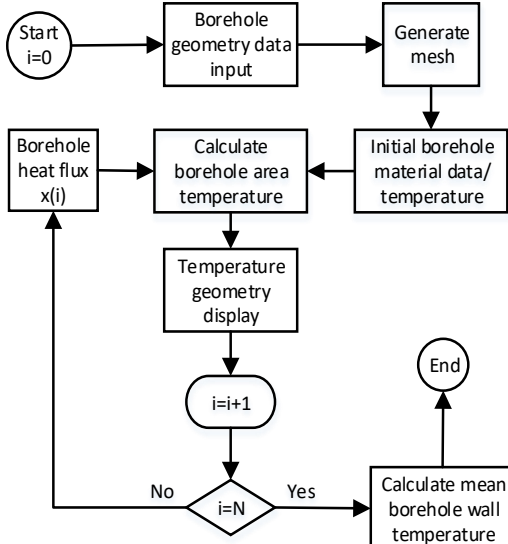 Start
i=0
Borehole
geometry data
input
Generate
mesh
Borehole
heat flux
x(i)
Calculate
borehole area
temperature
Initial borehole
material data/
temperature
Temperature
geometry
display
End
i=i+1
No
i=N
Yes
Calculate mean
borehole wall
temperature